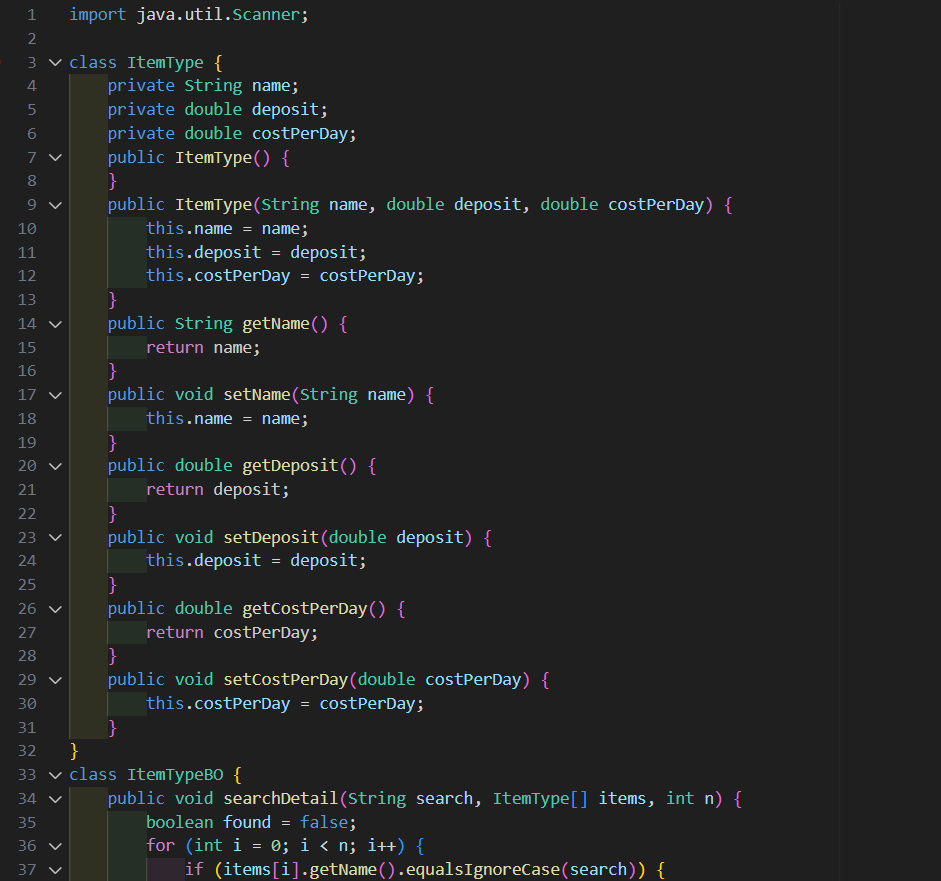 1 import java.util.Scanner;
2
3 class ItemType {
4     private String name;
5     private double deposit;
6     private double costPerDay;
7     public ItemType() {
8     }
9     public ItemType(String name, double deposit, double costPerDay) {
10         this.name = name;
11         this.deposit = deposit;
12         this.costPerDay = costPerDay;
13     }
14     public String getName() {
15         return name;
16     }
17     public void setName(String name) {
18         this.name = name;
19     }
20     public double getDeposit() {
21         return deposit;
22     }
23     public void setDeposit(double deposit) {
24         this.deposit = deposit;
25     }
26     public double getCostPerDay() {
27         return costPerDay;
28     }
29     public void setCostPerDay(double costPerDay) {
30         this.costPerDay = costPerDay;
31     }
32 }
33 class ItemTypeBO {
34     public void searchDetail(String search, ItemType[] items, int n) {
35         boolean found = false;
36         for (int i = 0; i < n; i++) {
37             if (items[i].getName().equalsIgnoreCase(search)) {